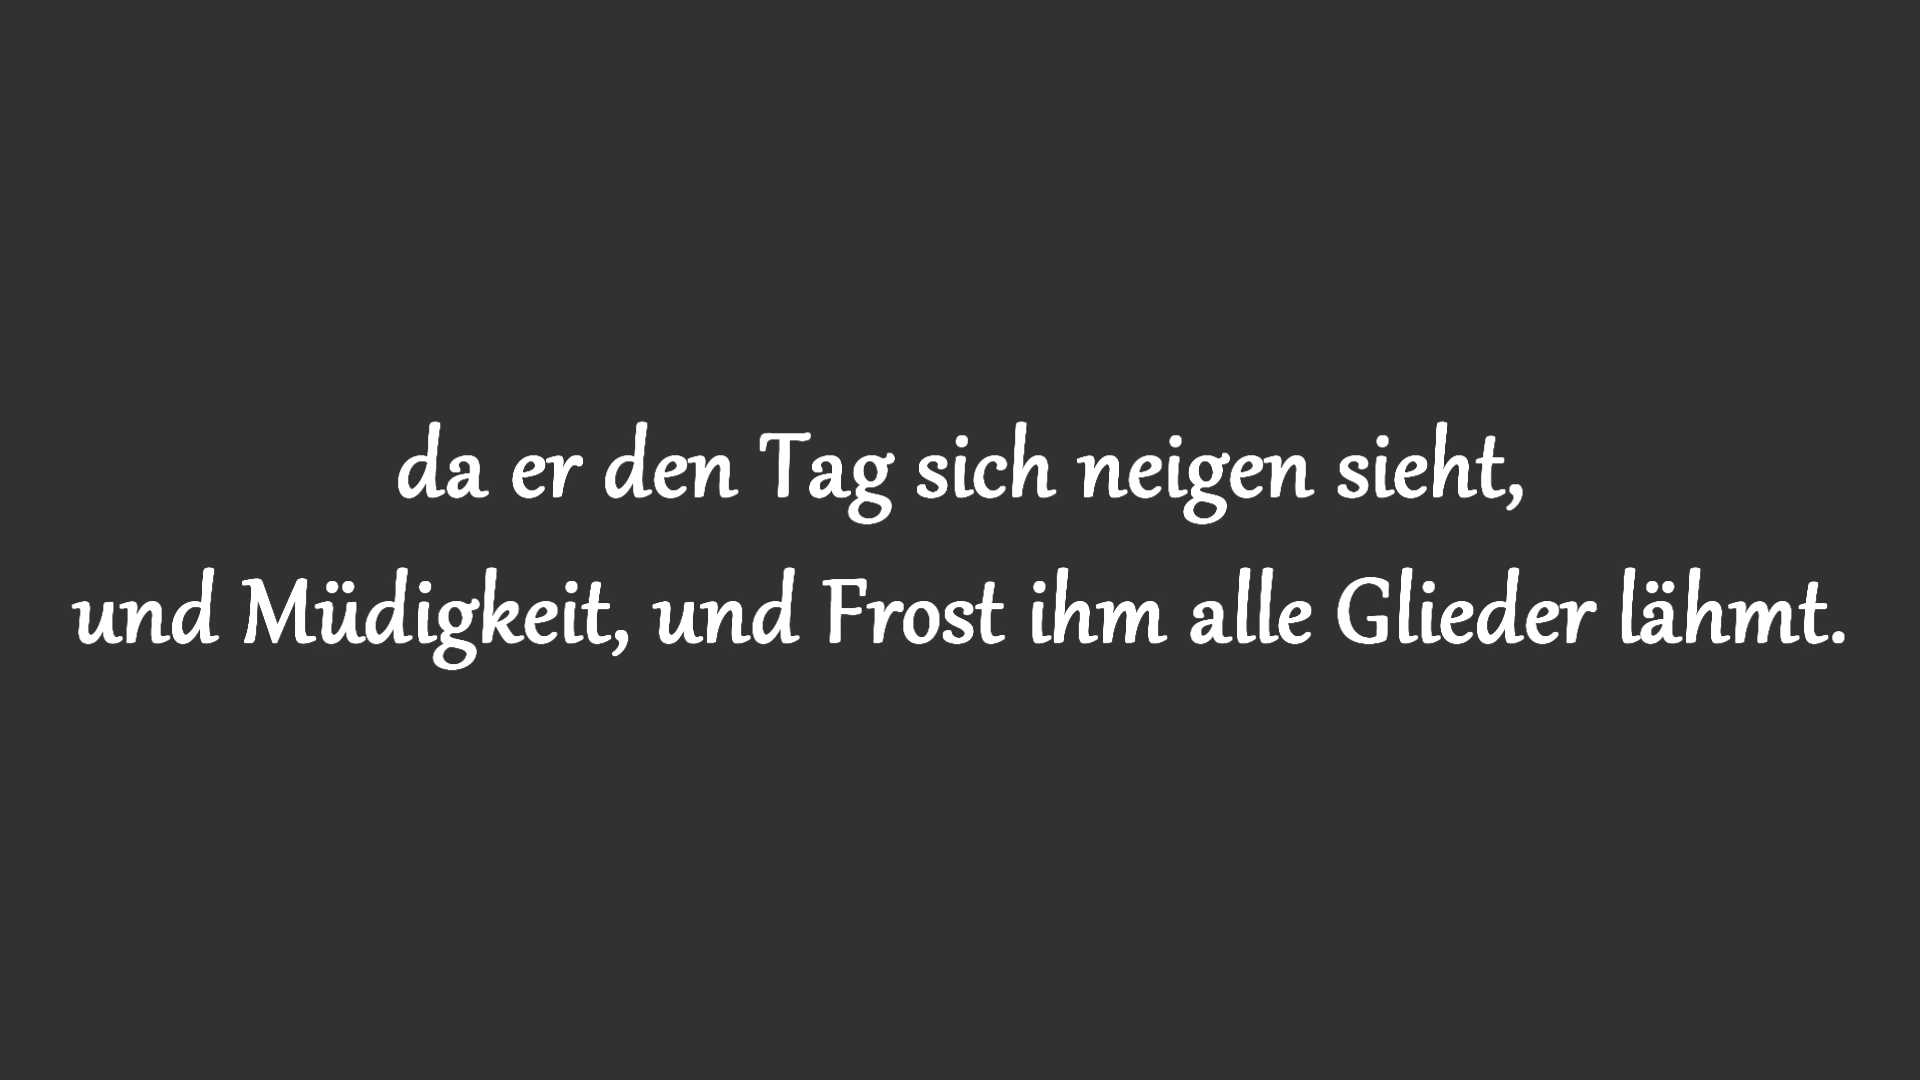 da er den Tag sich neigen sieht,
und Müdigkeit, und Frost ihm alle Glieder lähmt.